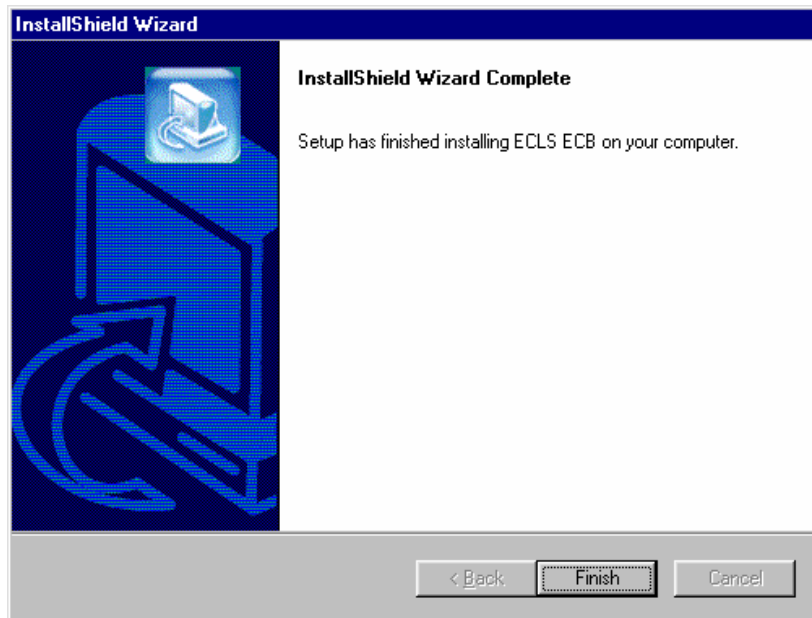 InstallShield Wizard
InstallShield Wizard Complete
Setup has finished installing ECLS ECB on your computer.
< Back
Finish
Cancel